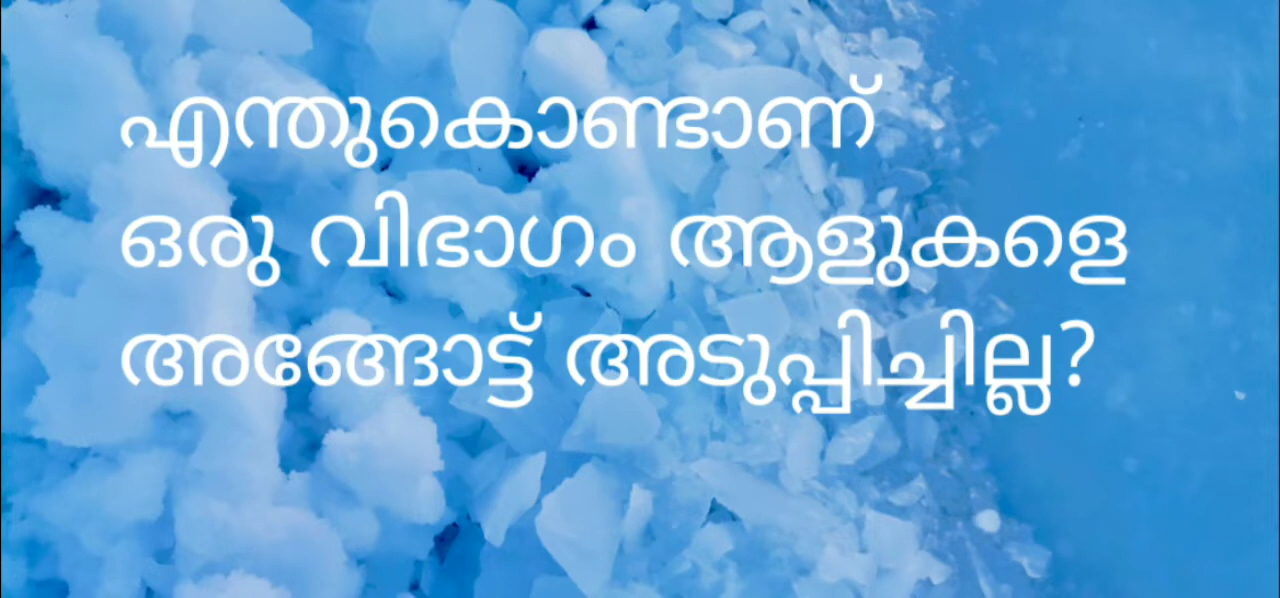 എന്തുകൊണ്ടാണ്
ഒരു വിഭാഗം ആളുകളെ
അങ്ങോട്ട് അടുപ്പിച്ചില്ല?